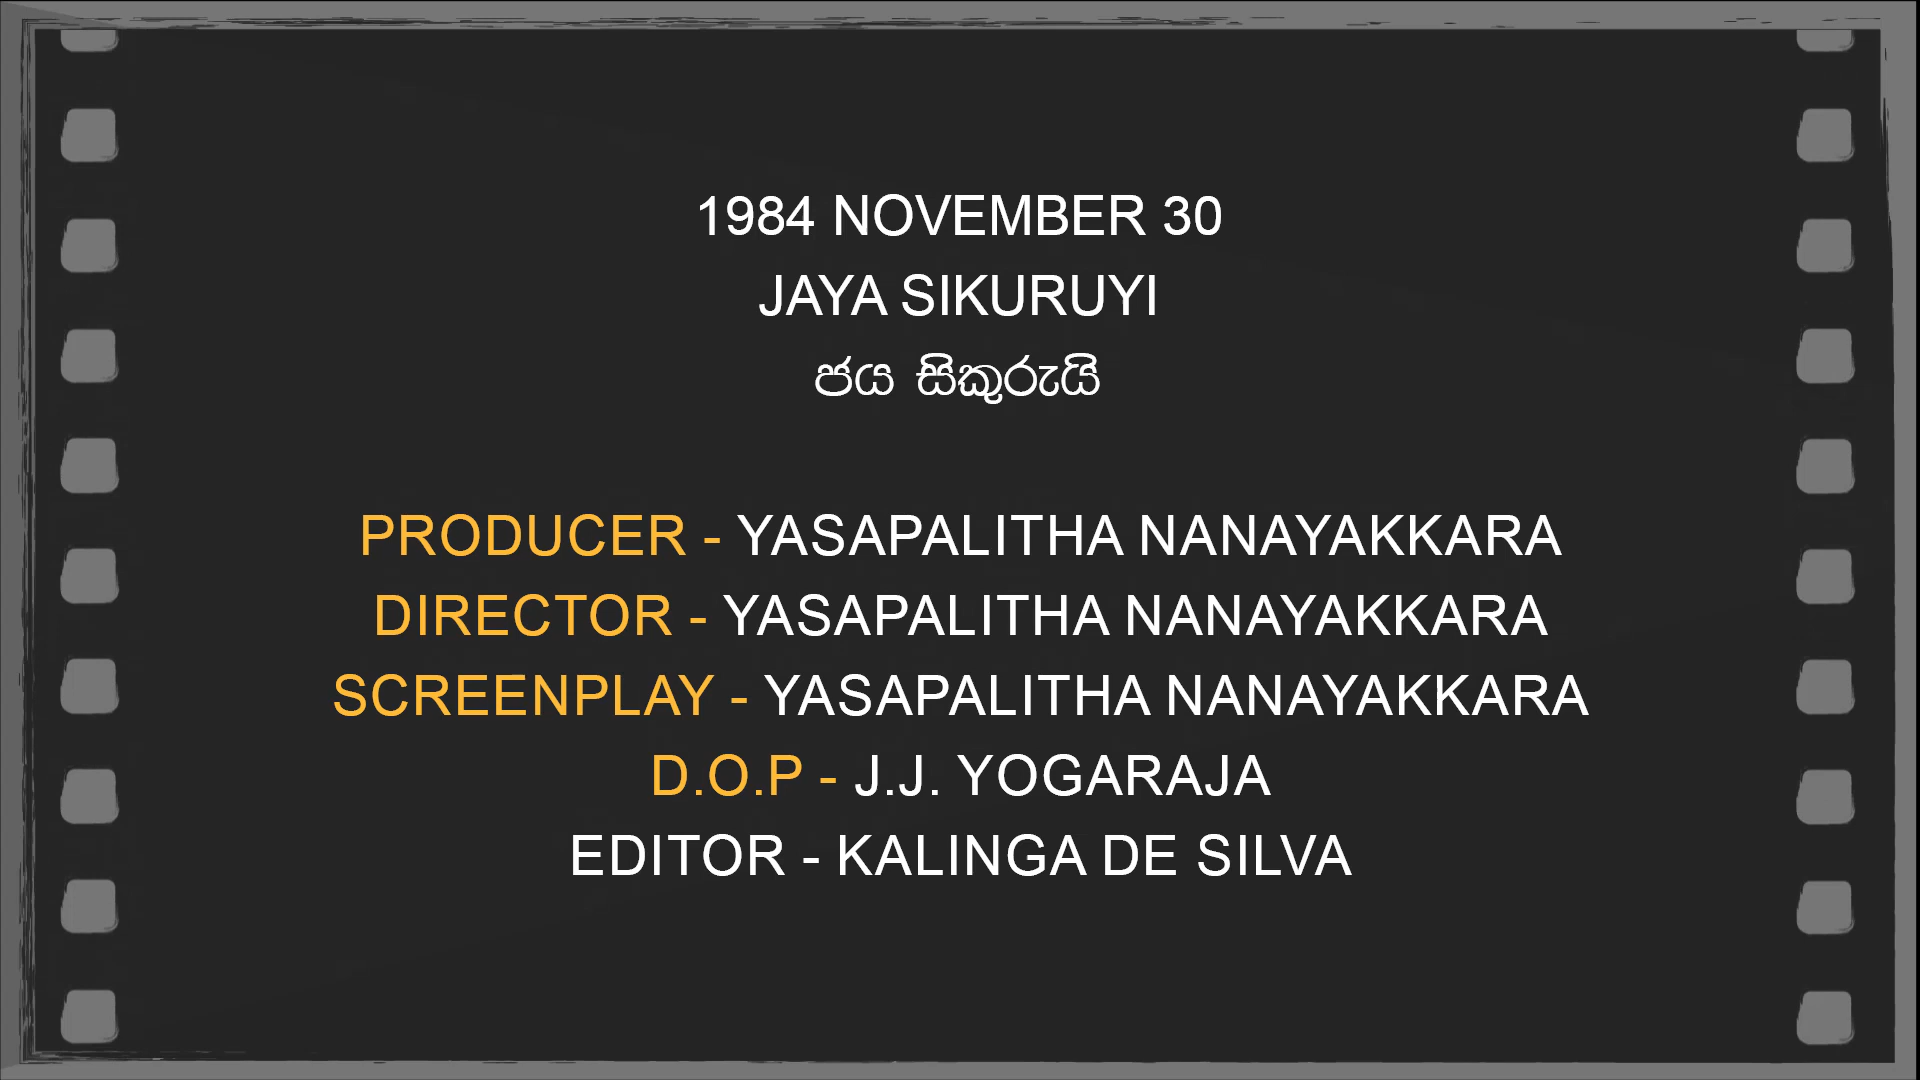 1984 NOVEMBER 30
JAYA SIKURUYI
ජය සිකුරුයි
PRODUCER - YASAPALITHA NANAYAKKARA
DIRECTOR - YASAPALITHA NANAYAKKARA
SCREENPLAY - YASAPALITHA NANAYAKKARA
D.O.P - J.J. YOGARAJA
EDITOR - KALINGA DE SILVA